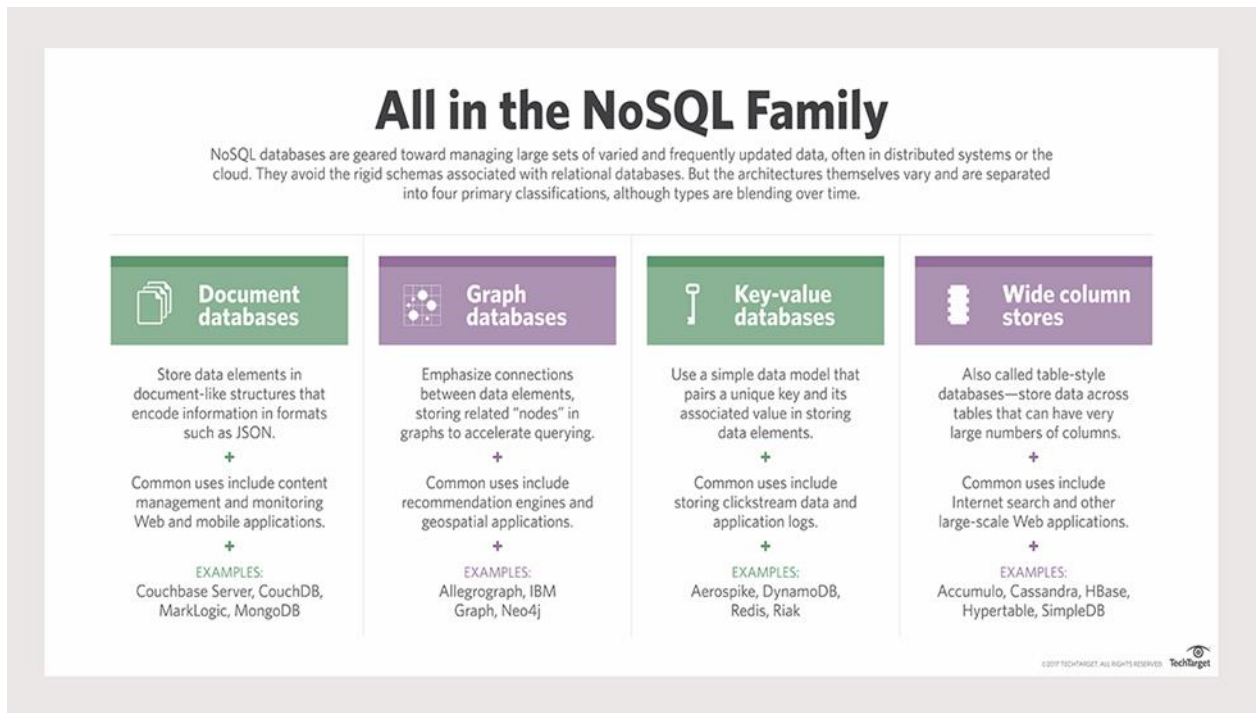 All in the NoSQL Family
NoSQL databases are geared toward managing large sets of varied and frequently updated data, often in distributed systems or the
cloud. They avoid the rigid schemas associated with relational databases. But the architectures themselves vary and are separated
into four primary classifications, although types are blending over time.
Document
databases
Store data elements in
document-like structures that
encode information in formats
such as JSON.
+
Common uses include content
management and monitoring
Web and mobile applications.
+
EXAMPLES:
Couchbase Server, CouchDB,
MarkLogic, MongoDB
Graph
databases
Emphasize connections
between data elements,
storing related “nodes” in
graphs to accelerate querying.
+
Common uses include
recommendation engines and
geospatial applications.
+
EXAMPLES:
Allegrograph, IBM
Graph, Neo4j
Key-value
databases
Use a simple data model that
pairs a unique key and its
associated value in storing
data elements.
+
Common uses include
storing clickstream data and
application logs.
+
EXAMPLES:
Aerospike, DynamoDB,
Redis, Riak
Wide column
stores
Also called table-style
databases—store data across
tables that can have very
large numbers of columns.
+
Common uses include
Internet search and other
large-scale Web applications.
+
EXAMPLES:
Accumulo, Cassandra, HBase,
Hypertable, SimpleDB
©2017 TECHTARGET. ALL RIGHTS RESERVED. TechTarget